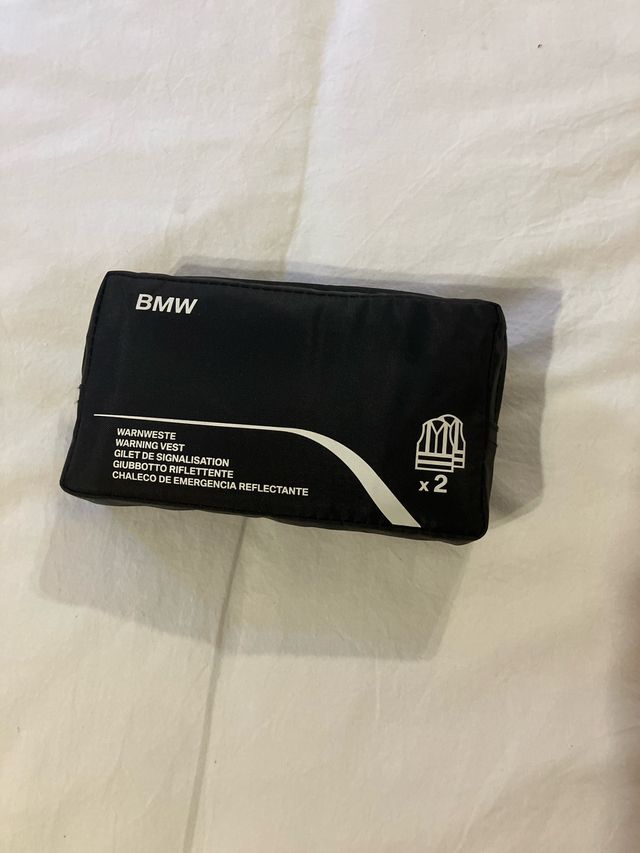 BMW
WARNWESTE
WARNING VEST
GILET DE SIGNALISATION
GIUBBOTTO RIFLETTENTE
CHALECO DE EMERGENCIA REFLECTANTE
x 2